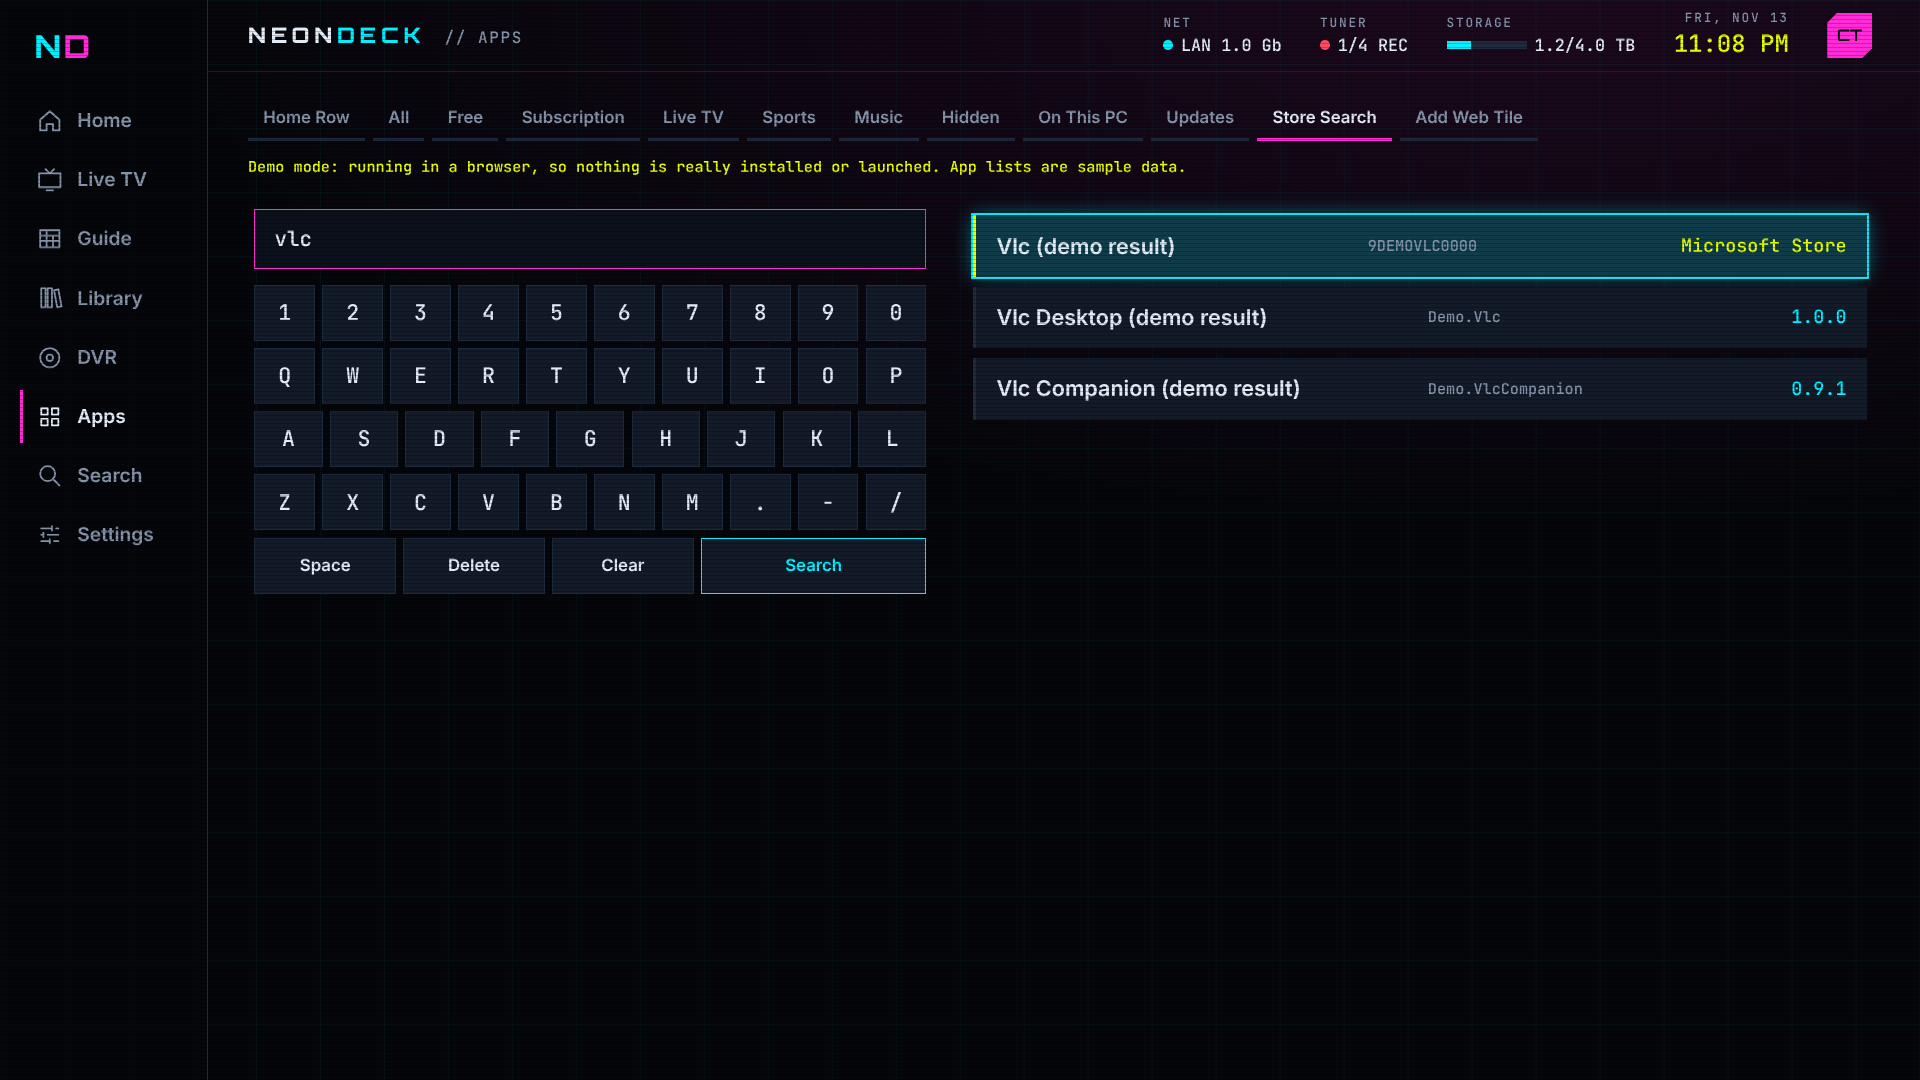 ND
Home
Live TV
Guide
Library
DVR
Apps
Search
Settings
NEONDECK // APPS
NET
LAN 1.0 Gb
TUNER
1/4 REC
STORAGE
1.2/4.0 TB
FRI, NOV 13
11:08 PM
CT
Home Row All Free Subscription Live TV Sports Music Hidden On This PC Updates Store Search Add Web Tile
Demo mode: running in a browser, so nothing is really installed or launched. App lists are sample data.
vlc
1 2 3 4 5 6 7 8 9 0
Q W E R T Y U I O P
A S D F G H J K L
Z X C V B N M . - /
Space Delete Clear Search
Vlc (demo result) 9DEMOVLC0000 Microsoft Store
Vlc Desktop (demo result) Demo.Vlc 1.0.0
Vlc Companion (demo result) Demo.VlcCompanion 0.9.1